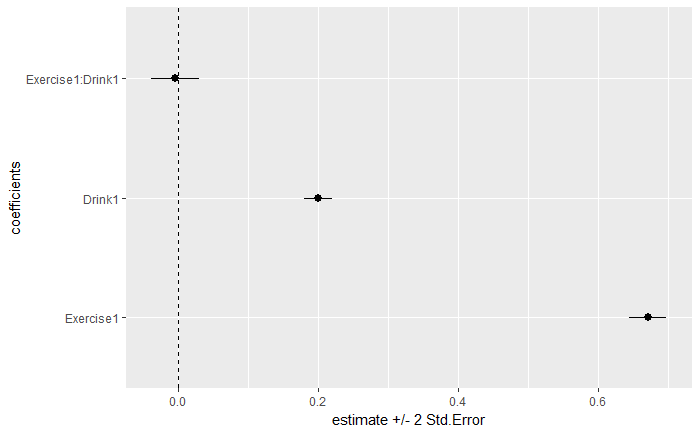 Exercise1:Drink1
Drink1
Exercise1
coefficients
0.0 0.2 0.4 0.6
estimate +/- 2 Std.Error